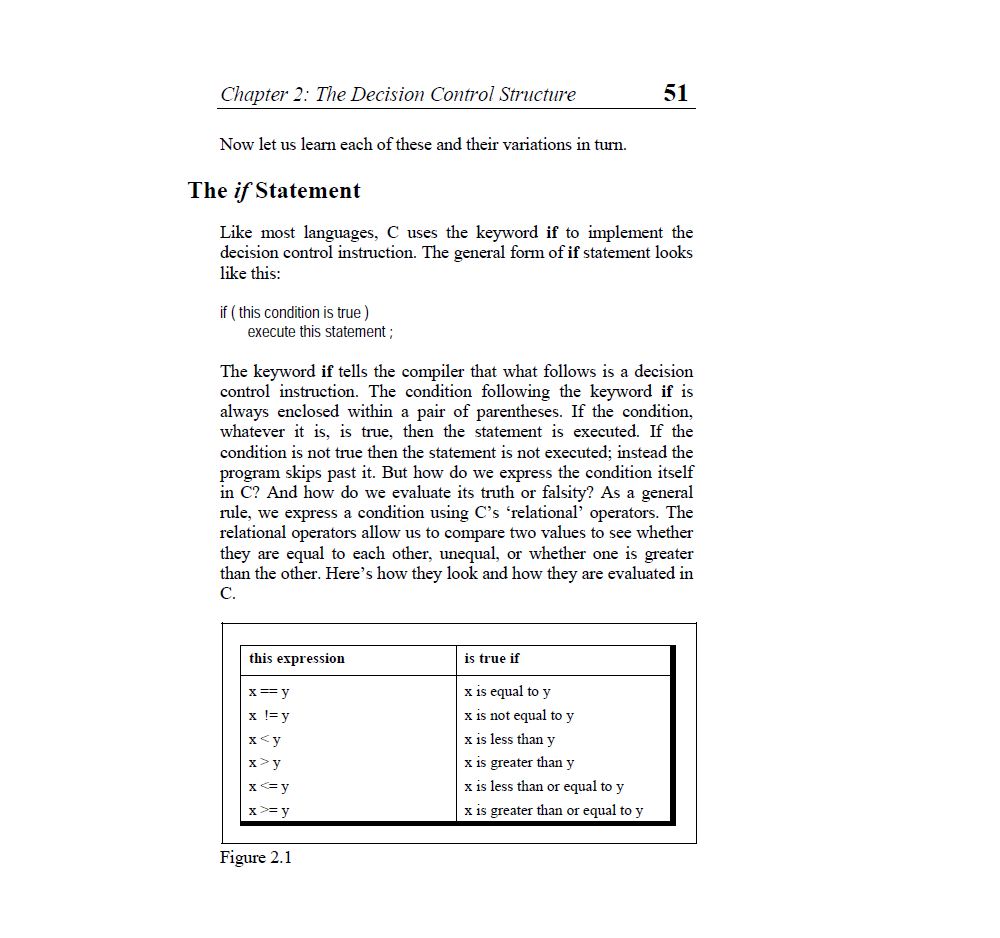 Chapter 2: The Decision Control Structure 51
Now let us learn each of these and their variations in turn.
The if Statement
Like most languages, C uses the keyword if to implement the
decision control instruction. The general form of if statement looks
like this:
if ( this condition is true )
execute this statement ;
The keyword if tells the compiler that what follows is a decision
control instruction. The condition following the keyword if is
always enclosed within a pair of parentheses. If the condition,
whatever it is, is true, then the statement is executed. If the
condition is not true then the statement is not executed; instead the
program skips past it. But how do we express the condition itself
in C? And how do we evaluate its truth or falsity? As a general
rule, we express a condition using C’s ‘relational’ operators. The
relational operators allow us to compare two values to see whether
they are equal to each other, unequal, or whether one is greater
than the other. Here’s how they look and how they are evaluated in
C.
this expression is true if
x == y x is equal to y
x != y x is not equal to y
x < y x is less than y
x > y x is greater than y
x <= y x is less than or equal to y
x >= y x is greater than or equal to y
Figure 2.1